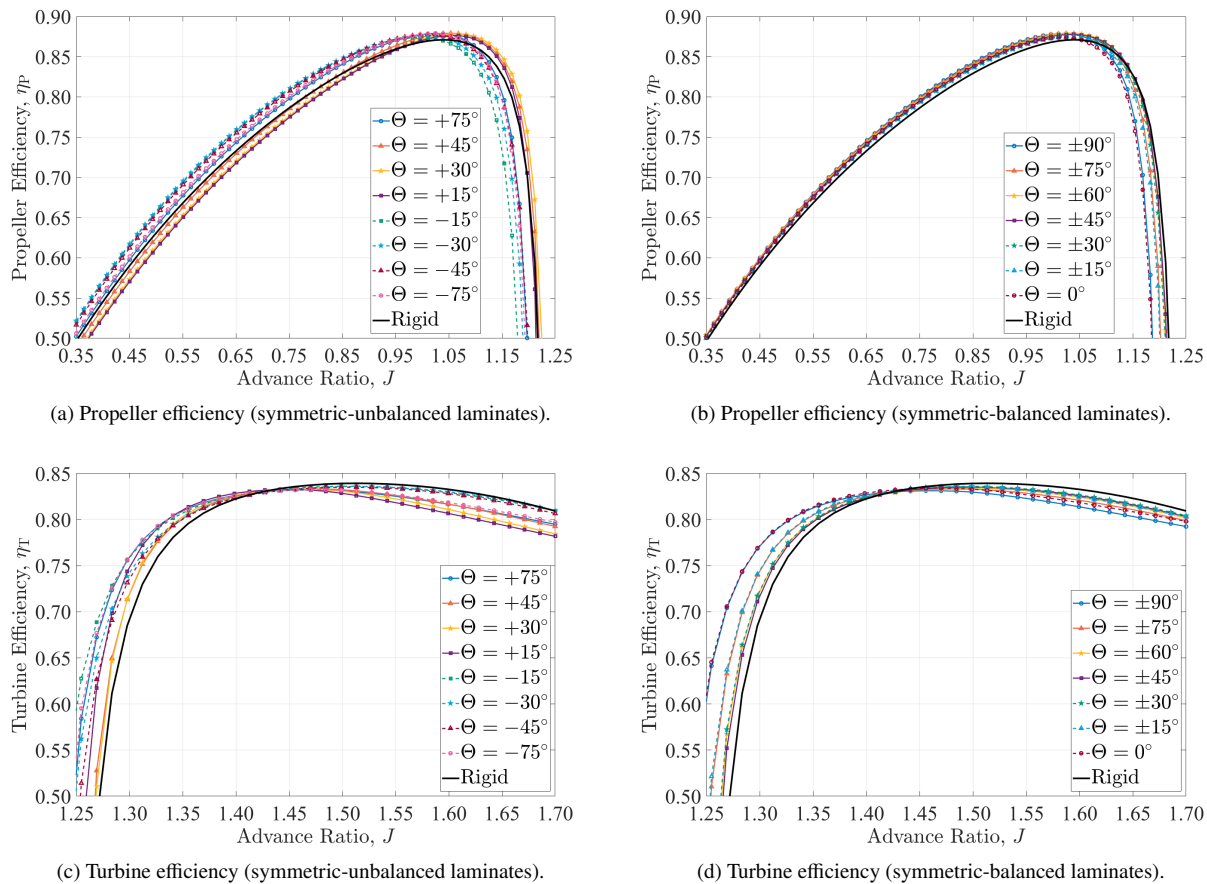 0.90
0.85
0.80
0.75
0.70
0.65
0.60
0.55
0.50
Propeller Efficiency, ηP
Θ = +75°
Θ = +45°
Θ = +30°
Θ = +15°
Θ = −15°
Θ = −30°
Θ = −45°
Θ = −75°
Rigid
0.35 0.45 0.55 0.65 0.75 0.85 0.95 1.05 1.15 1.25
Advance Ratio, J
(a) Propeller efficiency (symmetric-unbalanced laminates).
0.90
0.85
0.80
0.75
0.70
0.65
0.60
0.55
0.50
Propeller Efficiency, ηP
Θ = ±90°
Θ = ±75°
Θ = ±60°
Θ = ±45°
Θ = ±30°
Θ = ±15°
Θ = 0°
Rigid
0.35 0.45 0.55 0.65 0.75 0.85 0.95 1.05 1.15 1.25
Advance Ratio, J
(b) Propeller efficiency (symmetric-balanced laminates).
0.85
0.80
0.75
0.70
0.65
0.60
0.55
0.50
Turbine Efficiency, ηT
Θ = +75°
Θ = +45°
Θ = +30°
Θ = +15°
Θ = −15°
Θ = −30°
Θ = −45°
Θ = −75°
Rigid
1.25 1.30 1.35 1.40 1.45 1.50 1.55 1.60 1.65 1.70
Advance Ratio, J
(c) Turbine efficiency (symmetric-unbalanced laminates).
0.85
0.80
0.75
0.70
0.65
0.60
0.55
0.50
Turbine Efficiency, ηT
Θ = ±90°
Θ = ±75°
Θ = ±60°
Θ = ±45°
Θ = ±30°
Θ = ±15°
Θ = 0°
Rigid
1.25 1.30 1.35 1.40 1.45 1.50 1.55 1.60 1.65 1.70
Advance Ratio, J
(d) Turbine efficiency (symmetric-balanced laminates).